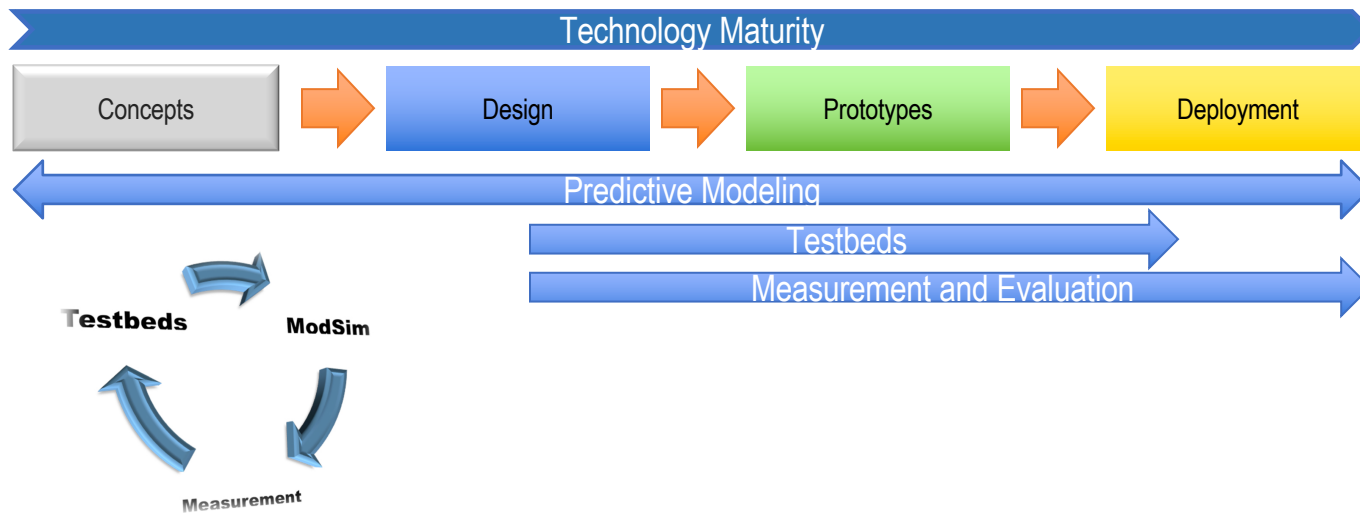 Technology Maturity
Concepts
Design
Prototypes
Deployment
Predictive Modeling
Testbeds
Measurement and Evaluation
Testbeds
ModSim
Measurement